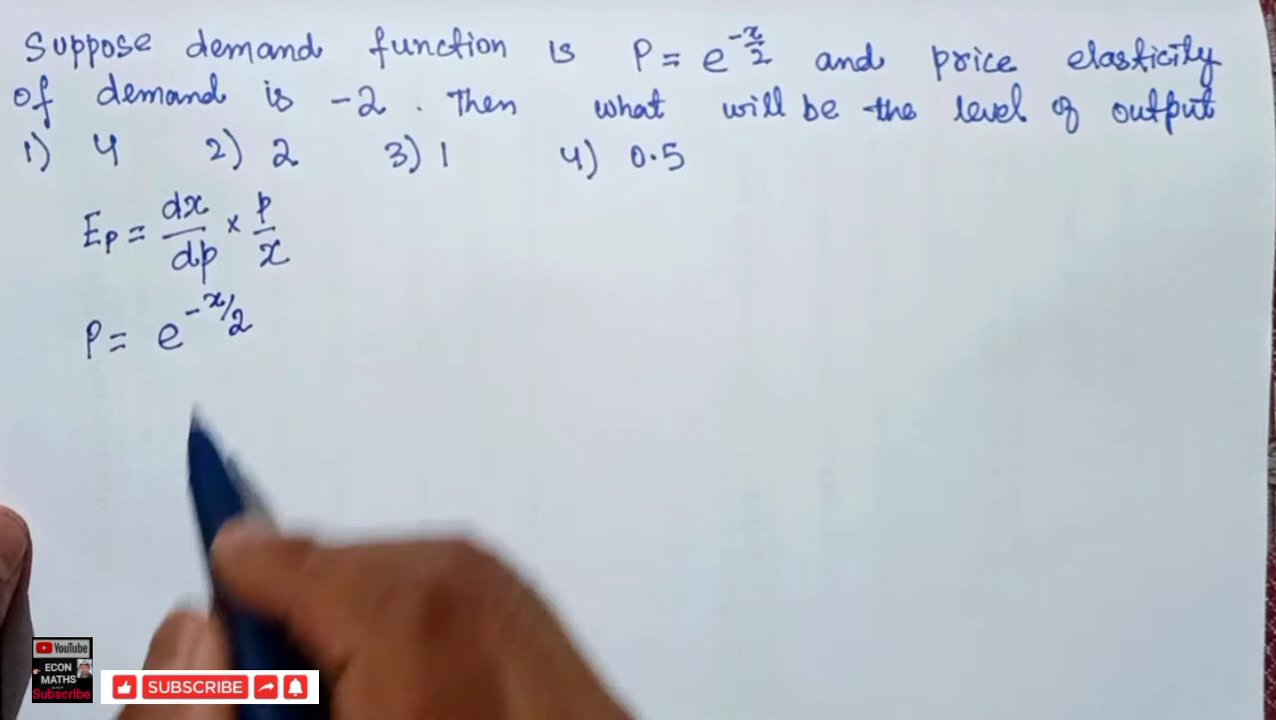 Suppose demand function is P = e^{-x/2} and price elasticity
of demand is -2. Then what will be the level of output
1) 4 2) 2 3) 1 4) 0.5
Ep = dx/dp × p/x
P = e^{-x/2}
YouTube
ECON
MATHS
Subscribe
SUBSCRIBE